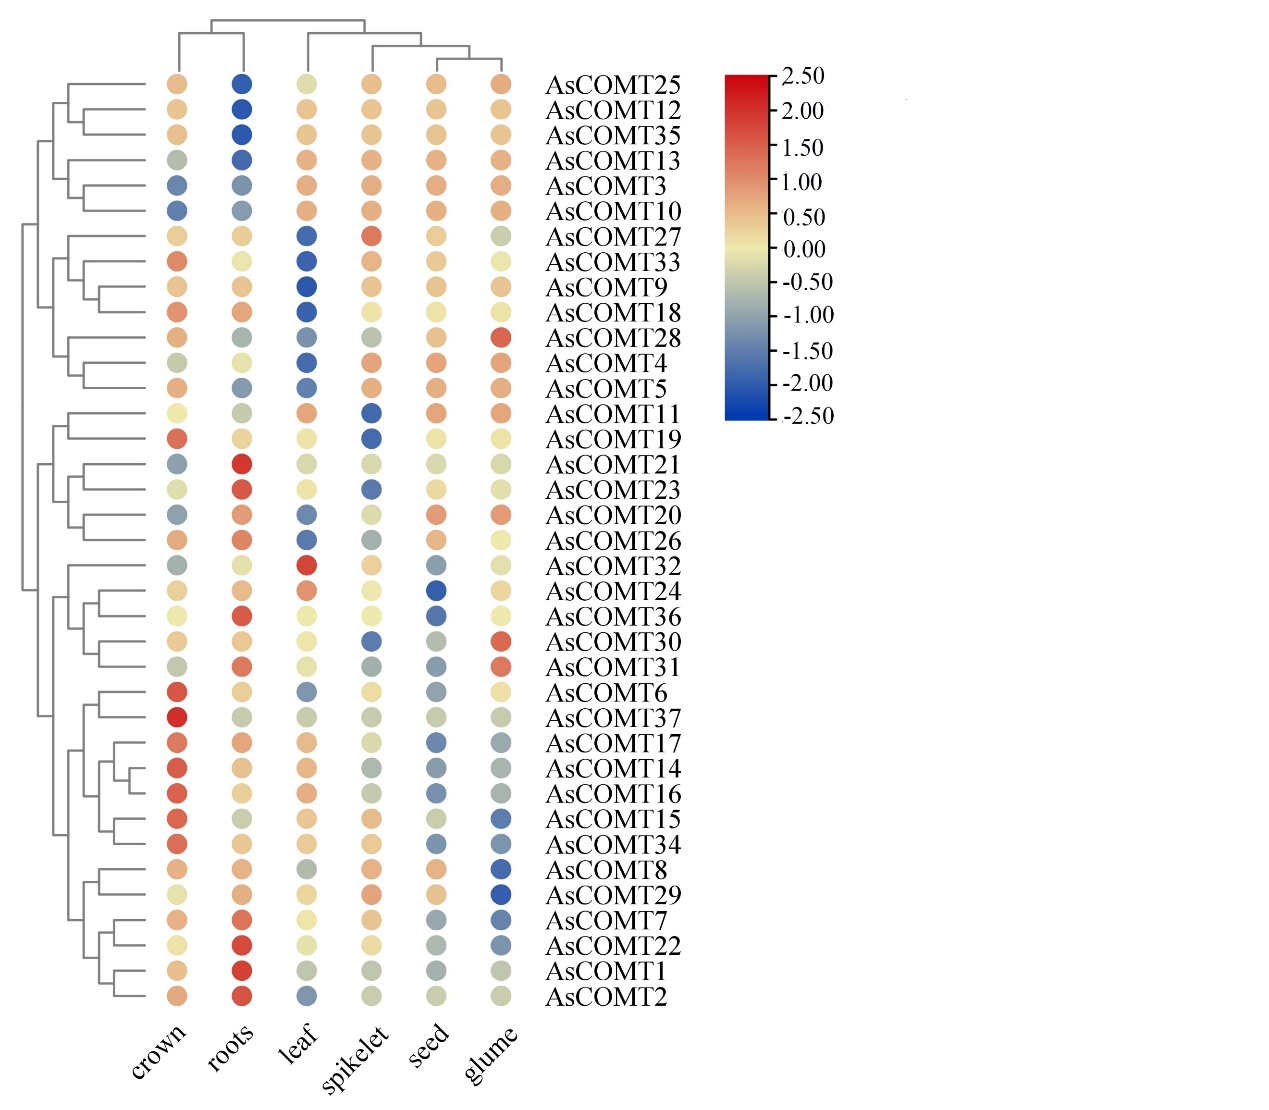 AsCOMT25
AsCOMT12
AsCOMT35
AsCOMT13
AsCOMT3
AsCOMT10
AsCOMT27
AsCOMT33
AsCOMT9
AsCOMT18
AsCOMT28
AsCOMT4
AsCOMT5
AsCOMT11
AsCOMT19
AsCOMT21
AsCOMT23
AsCOMT20
AsCOMT26
AsCOMT32
AsCOMT24
AsCOMT36
AsCOMT30
AsCOMT31
AsCOMT6
AsCOMT37
AsCOMT17
AsCOMT14
AsCOMT16
AsCOMT15
AsCOMT34
AsCOMT8
AsCOMT29
AsCOMT7
AsCOMT22
AsCOMT1
AsCOMT2
2.50
2.00
1.50
1.00
0.50
0.00
-0.50
-1.00
-1.50
-2.00
-2.50
crown
roots
leaf
spikelet
seed
glume